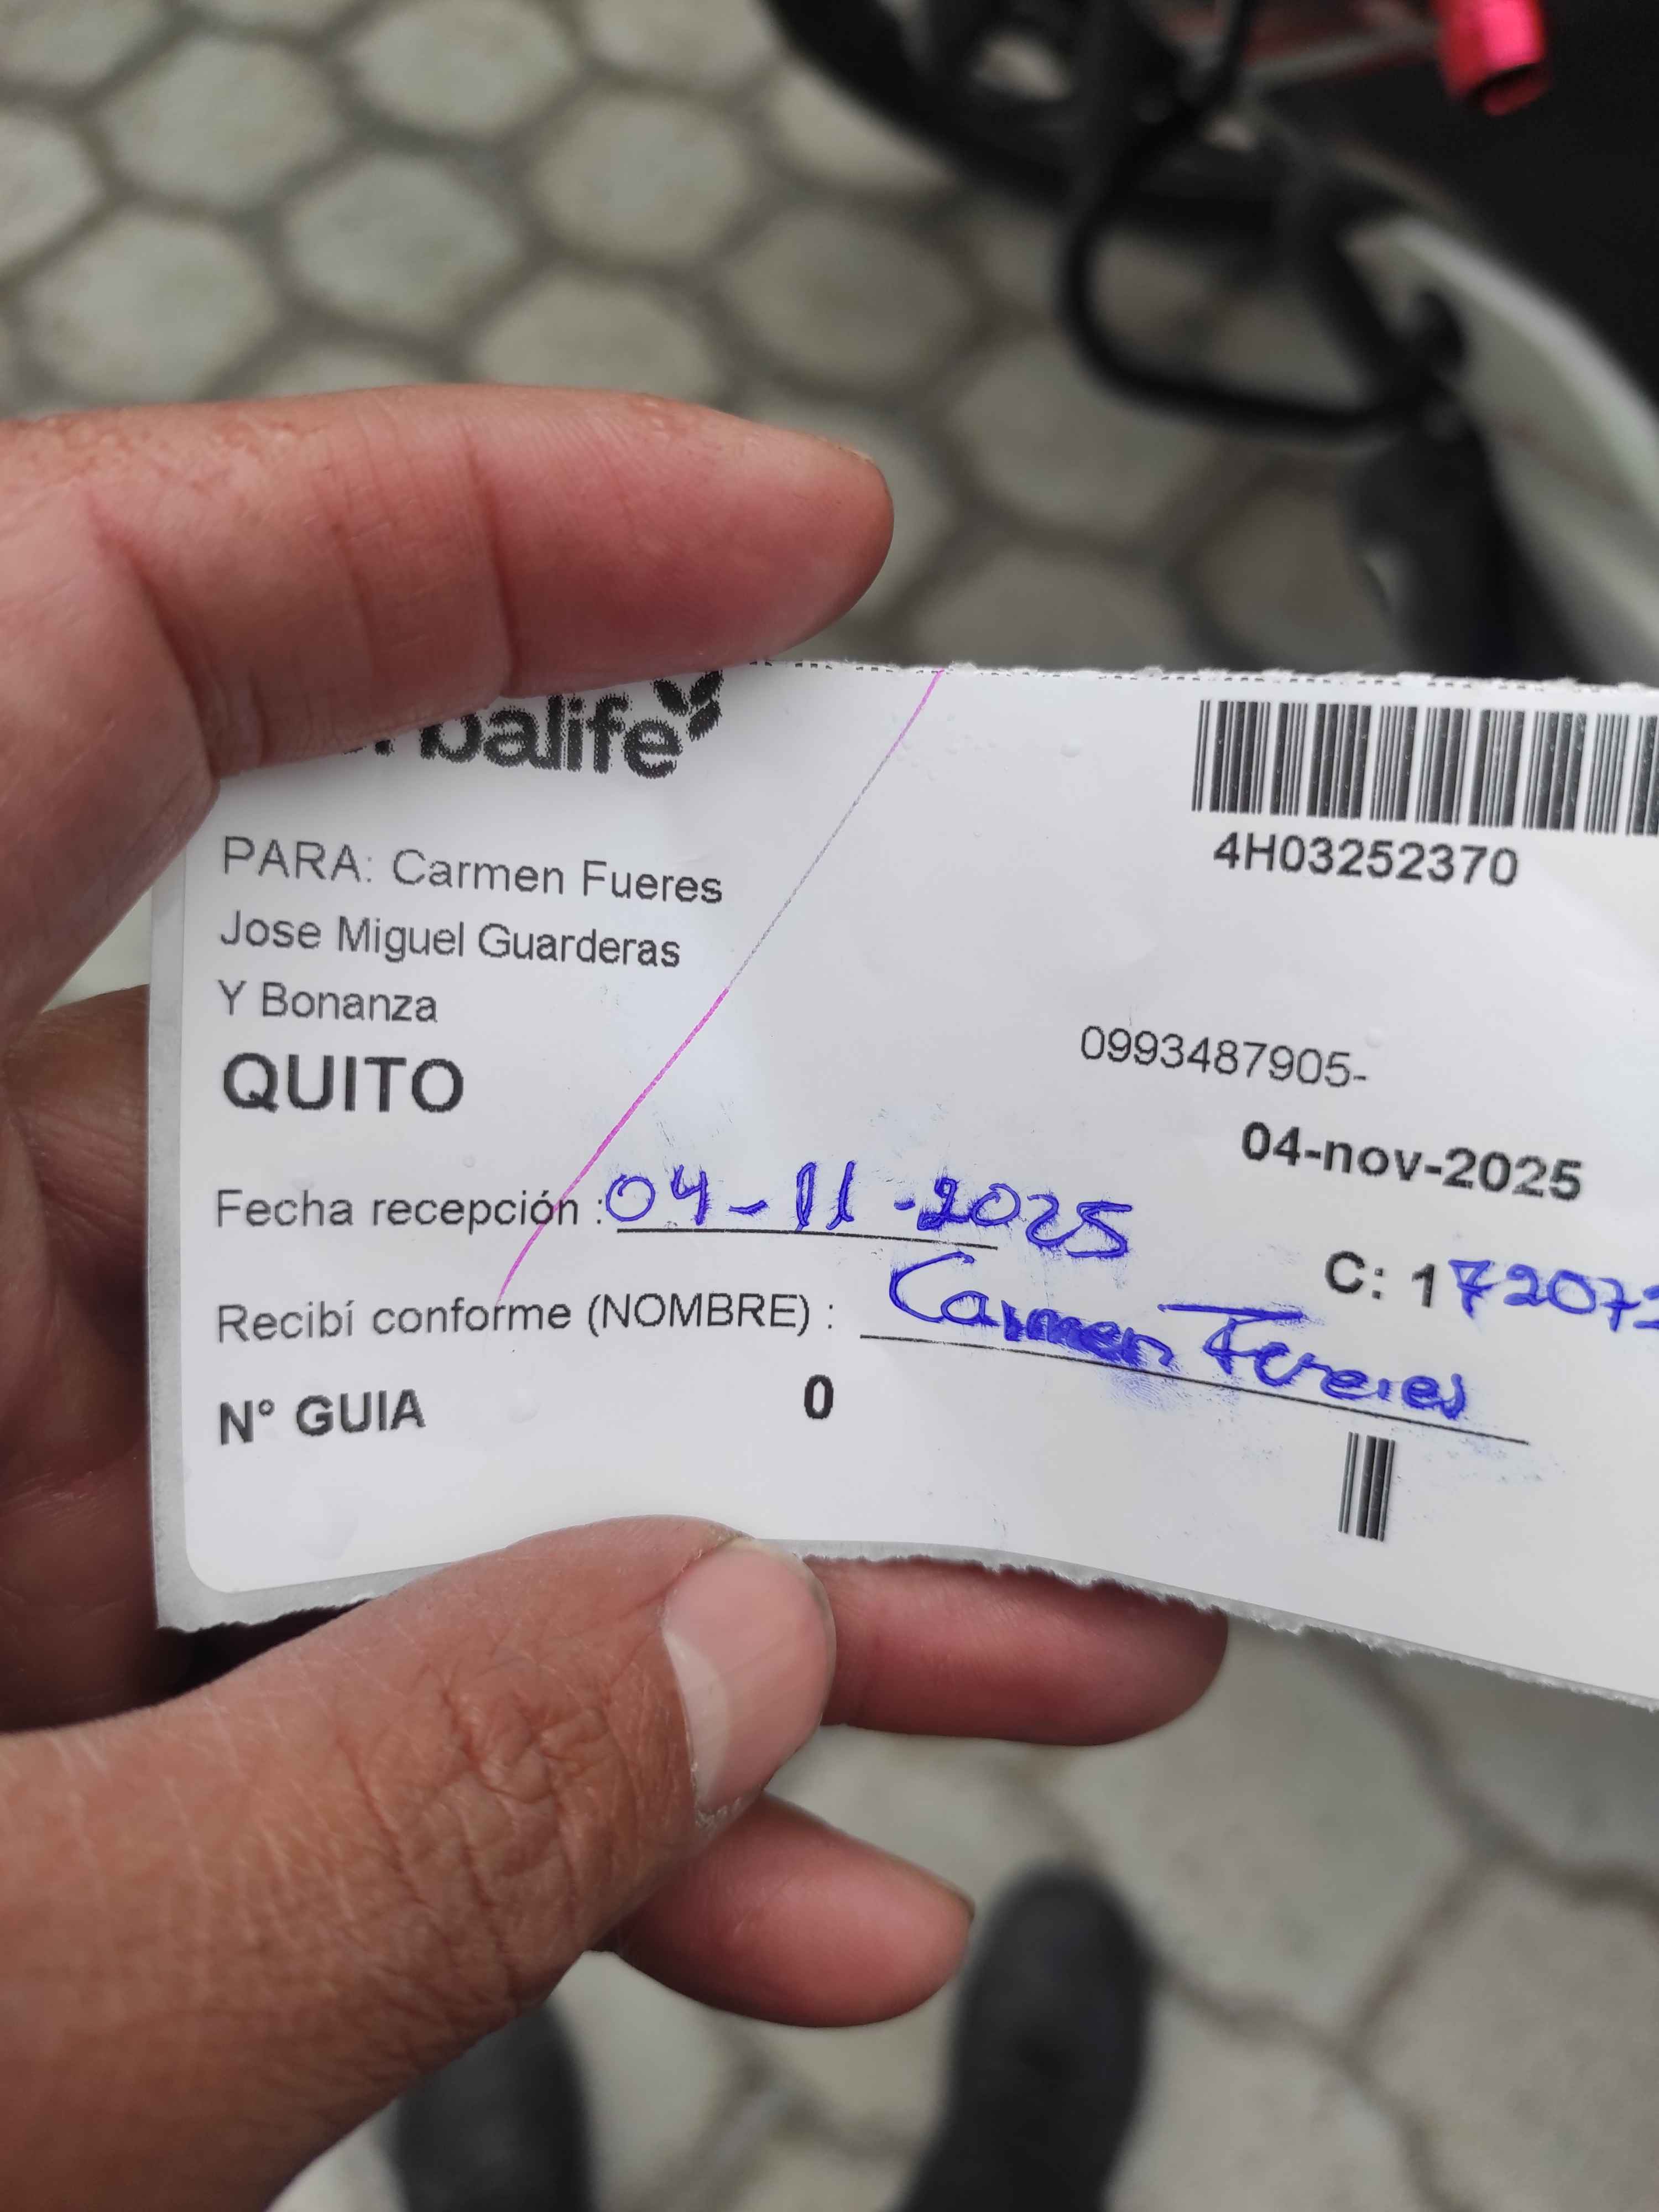 balife
4H03252370
PARA: Carmen Fueres
Jose Miguel Guarderas
Y Bonanza
0993487905-
QUITO
04-nov-2025
Fecha recepción : 04-11-2025
C: 172072
Recibí conforme (NOMBRE) : Carmen Fueres
N° GUIA 0